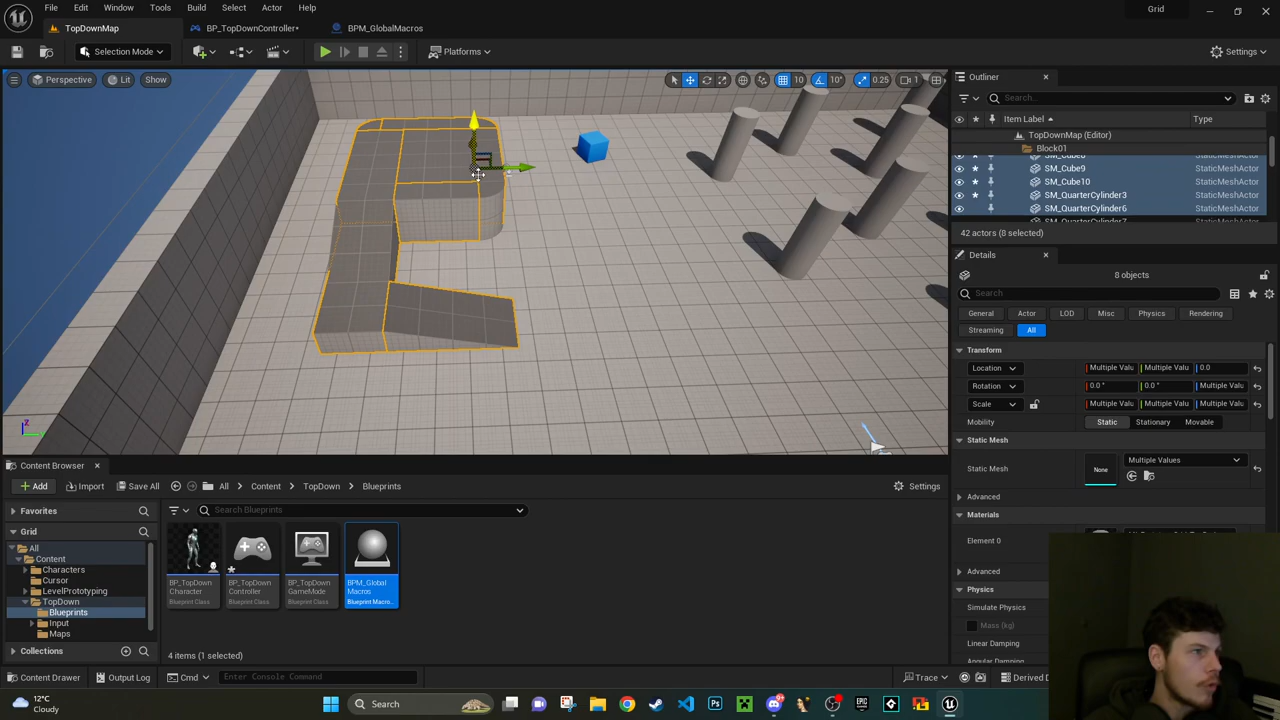 File Edit Window Tools Build Select Actor Help
Grid
TopDownMap
BP_TopDownController*
BPM_GlobalMacros
Selection Mode
Platforms
Settings
Perspective Lit Show
10 10° 0.25 1
Outliner
Search...
Item Label Type
TopDownMap (Editor)
Block01
SM_Cube8 StaticMeshActor
SM_Cube9 StaticMeshActor
SM_Cube10 StaticMeshActor
SM_QuarterCylinder3 StaticMeshActor
SM_QuarterCylinder6 StaticMeshActor
42 actors (8 selected)
Details
8 objects
Search
General Actor LOD Misc Physics Rendering
Streaming All
Transform
Location Multiple Valu Multiple Valu 0.0
Rotation 0.0 ° 0.0 ° Multiple Valu
Scale Multiple Valu Multiple Valu Multiple Valu
Mobility Static Stationary Movable
Static Mesh
Static Mesh None Multiple Values
Advanced
Materials
Element 0
Advanced
Physics
Simulate Physics
Mass (kg)
Linear Damping
Z
Content Browser
Add Import Save All All Content TopDown Blueprints Settings
Favorites
Search Blueprints
Grid
All
Content
Characters
Cursor
LevelPrototyping
TopDown
Blueprints
Input
Maps
Collections
BP_TopDown
Character
Blueprint Class
BP_TopDown
Controller
Blueprint Class
BP_TopDown
GameMode
Blueprint Class
BPM_Global
Macros
Blueprint Macro...
4 items (1 selected)
Content Drawer Output Log Cmd Enter Console Command Trace Derived D
12°C
Cloudy
Search